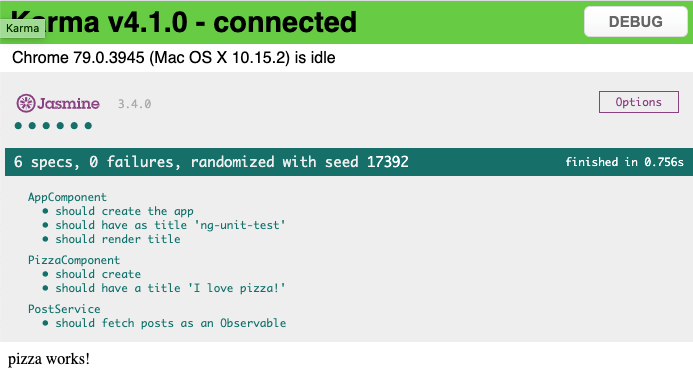 Karma v4.1.0 - connected
DEBUG
Karma
Chrome 79.0.3945 (Mac OS X 10.15.2) is idle
Jasmine 3.4.0
Options
6 specs, 0 failures, randomized with seed 17392
finished in 0.756s
AppComponent
• should create the app
• should have as title 'ng-unit-test'
• should render title
PizzaComponent
• should create
• should have a title 'I love pizza!'
PostService
• should fetch posts as an Observable
pizza works!